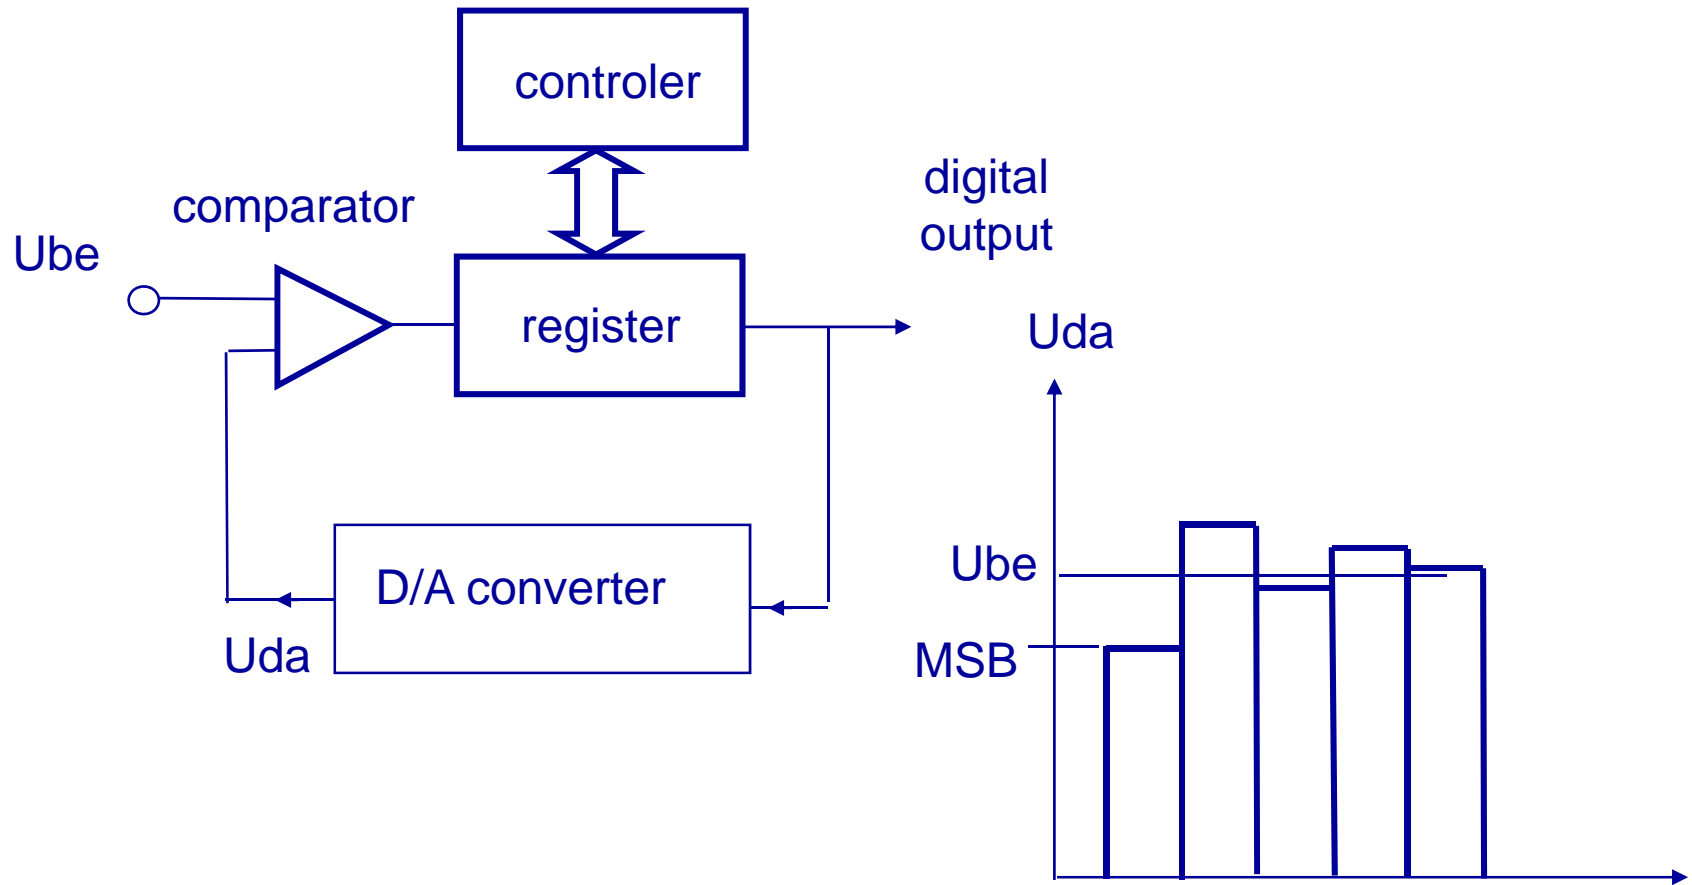 controler
comparator
digital
output
Ube
register
Uda
D/A converter
Uda
Ube
MSB